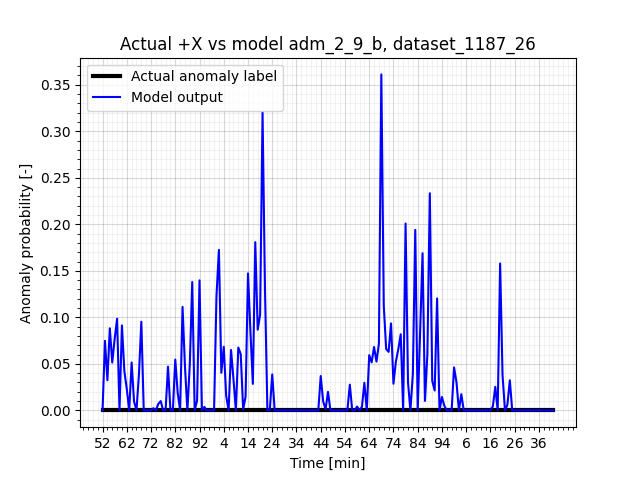 Actual +X vs model adm_2_9_b, dataset_1187_26
Actual anomaly label
Model output
0.35
0.30
0.25
0.20
0.15
0.10
0.05
0.00
Anomaly probability [-]
52 62 72 82 92 4 14 24 34 44 54 64 74 84 94 6 16 26 36
Time [min]